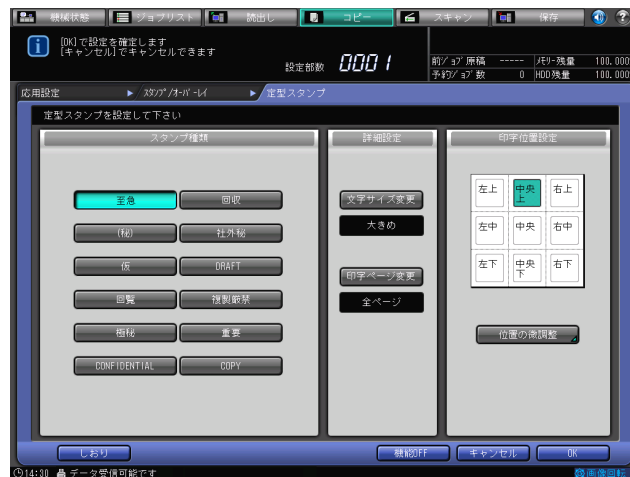 機械状態 ジョブリスト 読出し コピー スキャン 保存
[OK]で設定を確定します
[キャンセル]でキャンセルできます
設定部数 0001
前ジョブ原稿 ----- メモリー残量 100.000
予約ジョブ数 0 HDD残量 100.000
応用設定 スタンプ/オーバーレイ 定型スタンプ
定型スタンプを設定して下さい
スタンプ種類 詳細設定 印字位置設定
至急 回収 文字サイズ変更 左上 中央上 右上
(秘) 社外秘 大きめ 左中 中央 右中
仮 DRAFT 印字ページ変更 左下 中央下 右下
回覧 複製厳禁 全ページ
極秘 重要 位置の微調整
CONFIDENTIAL COPY
しおり 機能OFF キャンセル OK
14:30 データ受信可能です 画像回転